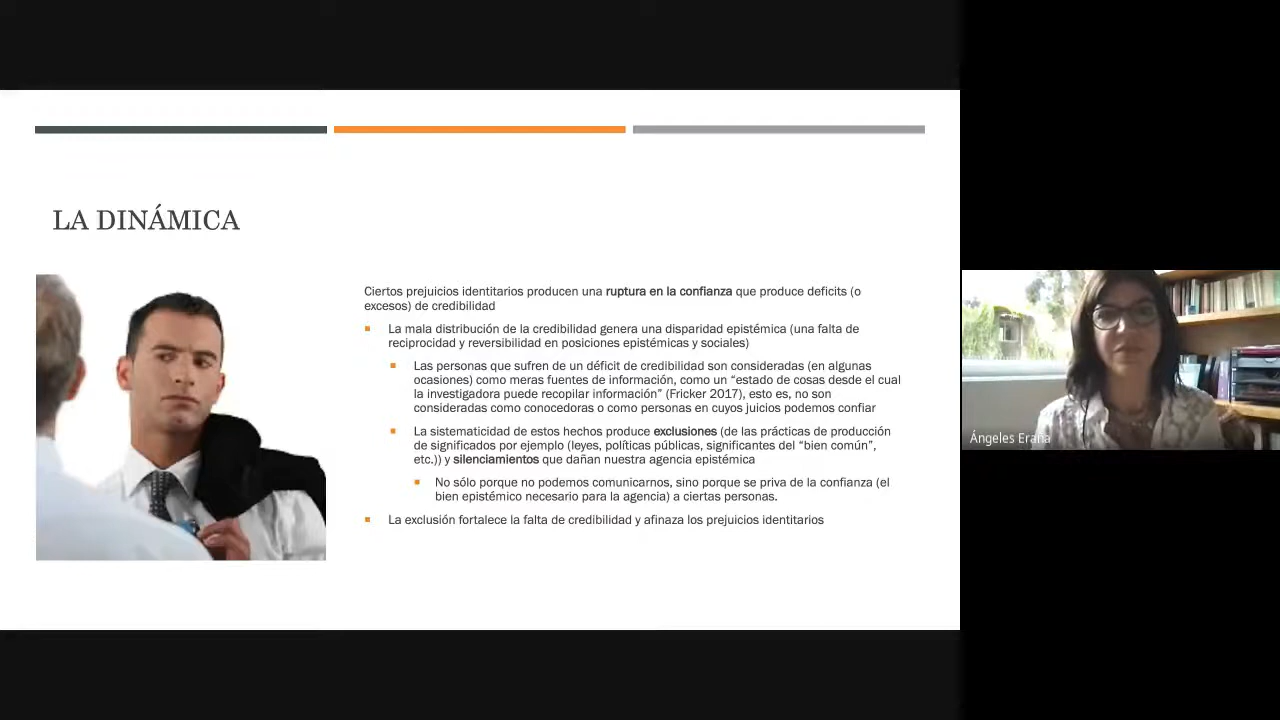 LA DINÁMICA
Ciertos prejuicios identitarios producen una ruptura en la confianza que produce deficits (o
excesos) de credibilidad
La mala distribución de la credibilidad genera una disparidad epistémica (una falta de
reciprocidad y reversibilidad en posiciones epistémicas y sociales)
Las personas que sufren de un déficit de credibilidad son consideradas (en algunas
ocasiones) como meras fuentes de información, como un “estado de cosas desde el cual
la investigadora puede recopilar información” (Fricker 2017), esto es, no son
consideradas como conocedoras o como personas en cuyos juicios podemos confiar
La sistematicidad de estos hechos produce exclusiones (de las prácticas de producción
de significados por ejemplo (leyes, políticas públicas, significantes del “bien común”,
etc.)) y silenciamientos que dañan nuestra agencia epistémica
No sólo porque no podemos comunicarnos, sino porque se priva de la confianza (el
bien epistémico necesario para la agencia) a ciertas personas.
La exclusión fortalece la falta de credibilidad y afinaza los prejuicios identitarios
Ángeles Eraña